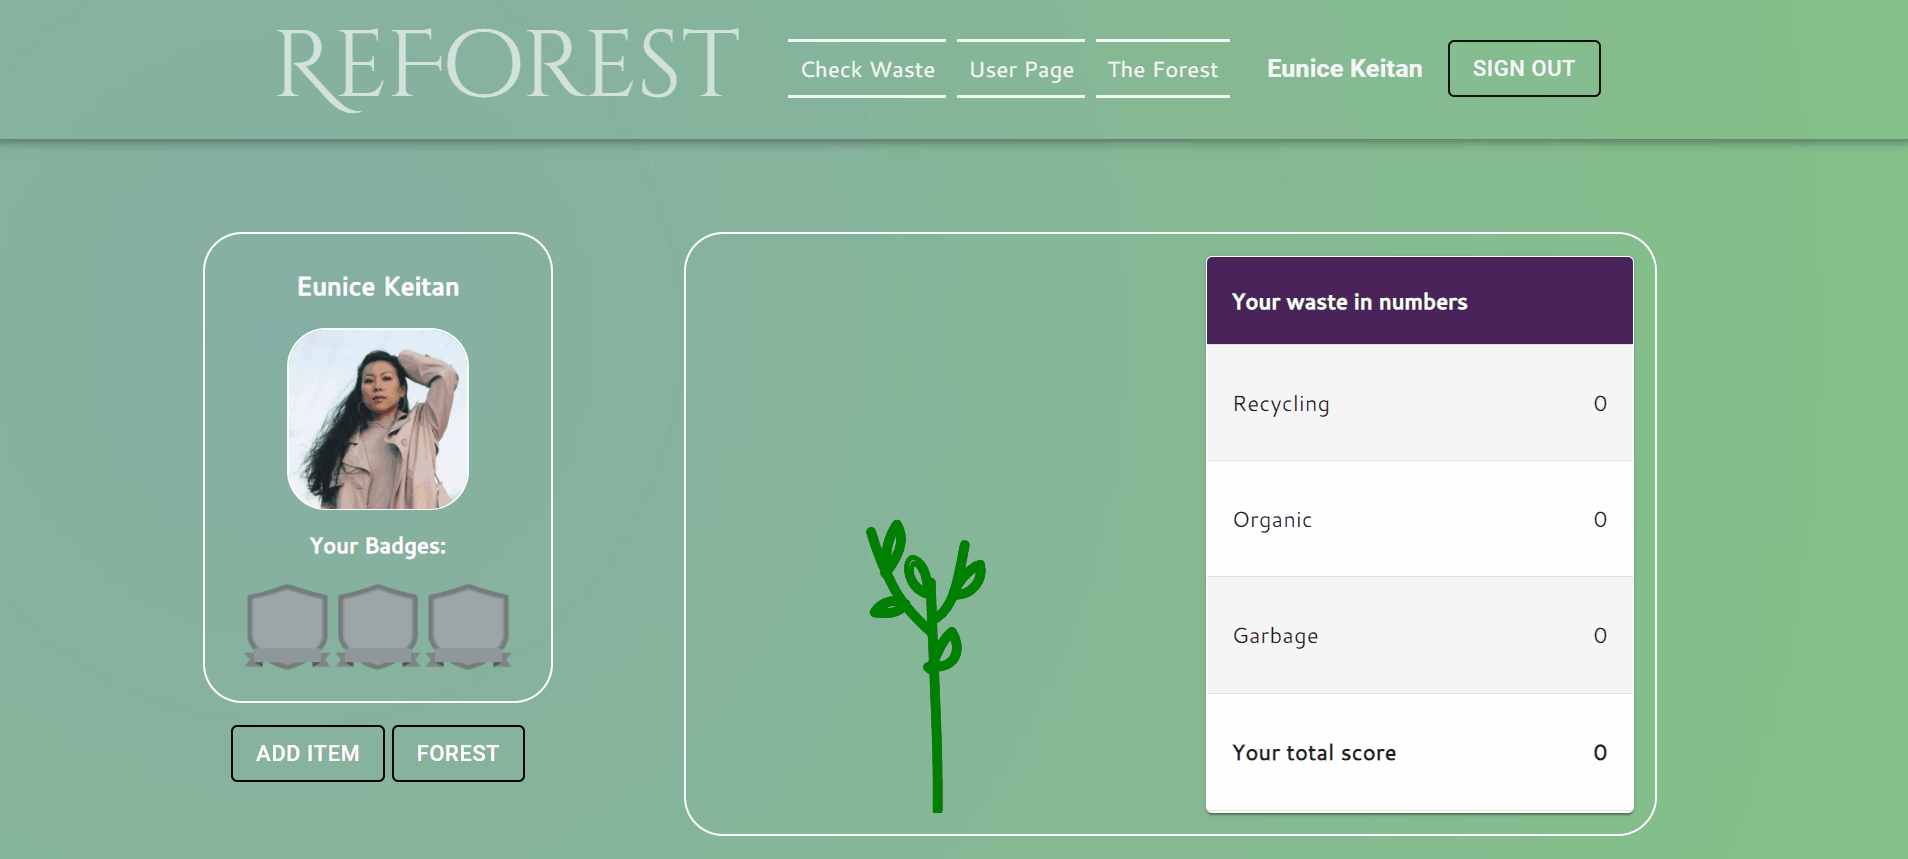 REFOREST
Check Waste
User Page
The Forest
Eunice Keitan
SIGN OUT
Eunice Keitan
Your Badges:
ADD ITEM
FOREST
Your waste in numbers
Recycling 0
Organic 0
Garbage 0
Your total score 0